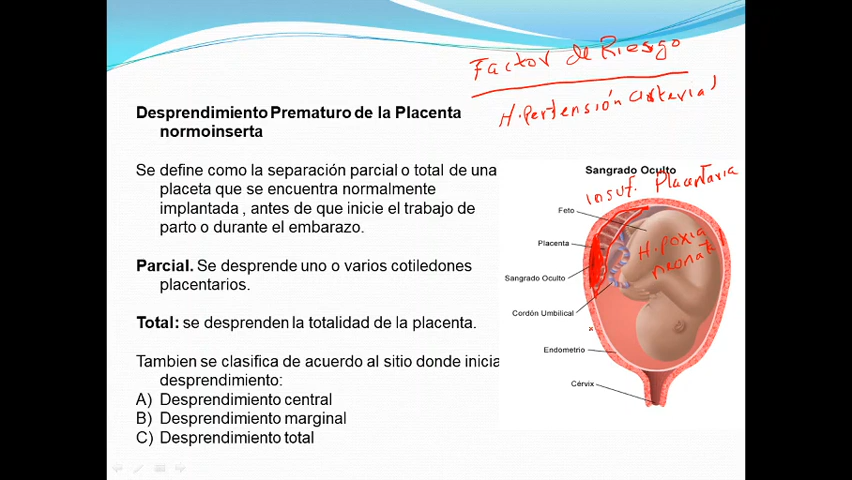 Factor de Riesgo
Hipertensión arterial
Desprendimiento Prematuro de la Placenta
normoinserta
Se define como la separación parcial o total de una
placeta que se encuentra normalmente
implantada , antes de que inicie el trabajo de
parto o durante el embarazo.
Parcial. Se desprende uno o varios cotiledones
placentarios.
Total: se desprenden la totalidad de la placenta.
Tambien se clasifica de acuerdo al sitio donde inicia
desprendimiento:
A) Desprendimiento central
B) Desprendimiento marginal
C) Desprendimiento total
Sangrado Oculto
insuf. Placentaria
Feto
Placenta
Hipoxia
neonat
Sangrado Oculto
Cordón Umbilical
Endometrio
Cérvix